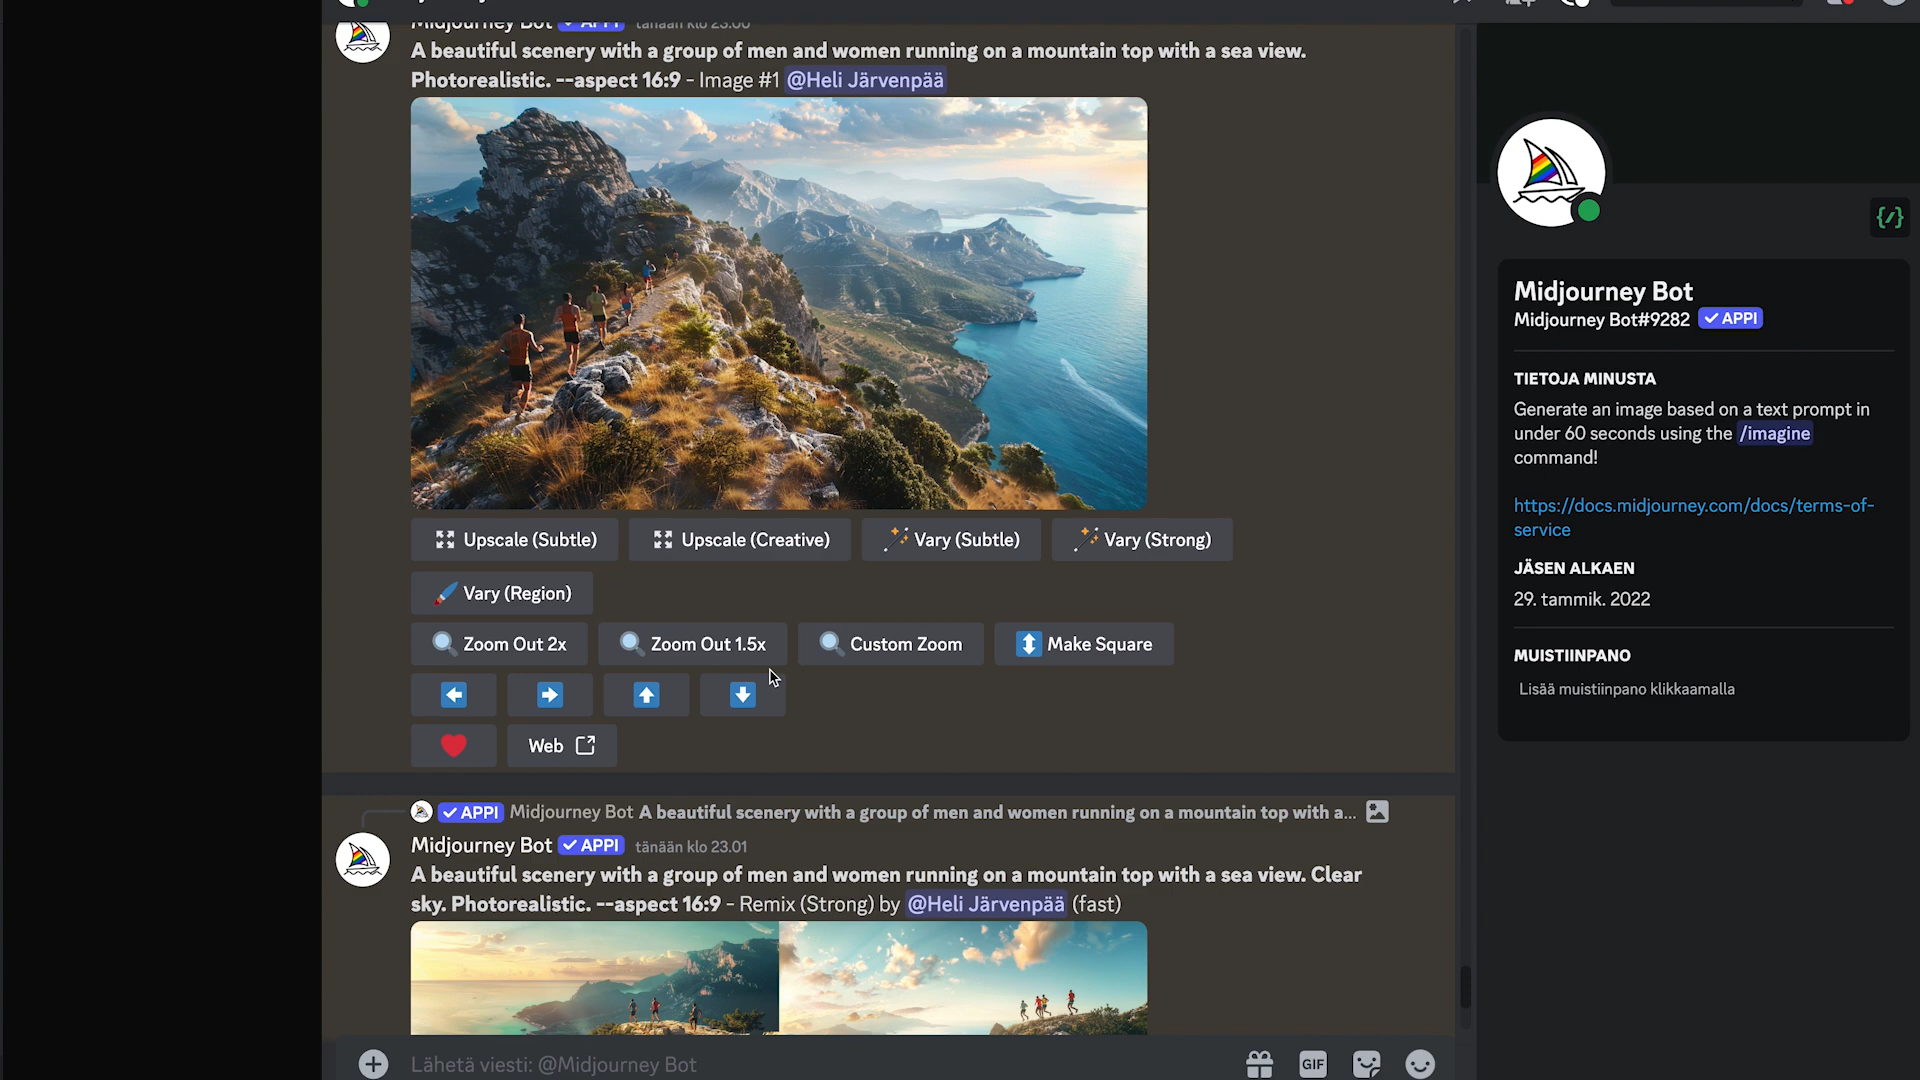 Midjourney Bot APPI tänään klo 23.00
A beautiful scenery with a group of men and women running on a mountain top with a sea view.
Photorealistic. --aspect 16:9 - Image #1 @Heli Järvenpää
Upscale (Subtle) Upscale (Creative) Vary (Subtle) Vary (Strong)
Vary (Region)
Zoom Out 2x Zoom Out 1.5x Custom Zoom Make Square
Web
APPI Midjourney Bot A beautiful scenery with a group of men and women running on a mountain top with a...
Midjourney Bot APPI tänään klo 23.01
A beautiful scenery with a group of men and women running on a mountain top with a sea view. Clear
sky. Photorealistic. --aspect 16:9 - Remix (Strong) by @Heli Järvenpää (fast)
Lähetä viesti: @Midjourney Bot
GIF
Midjourney Bot
Midjourney Bot#9282 APPI
TIETOJA MINUSTA
Generate an image based on a text prompt in
under 60 seconds using the /imagine
command!
https://docs.midjourney.com/docs/terms-of-
service
JÄSEN ALKAEN
29. tammik. 2022
MUISTIINPANO
Lisää muistiinpano klikkaamalla